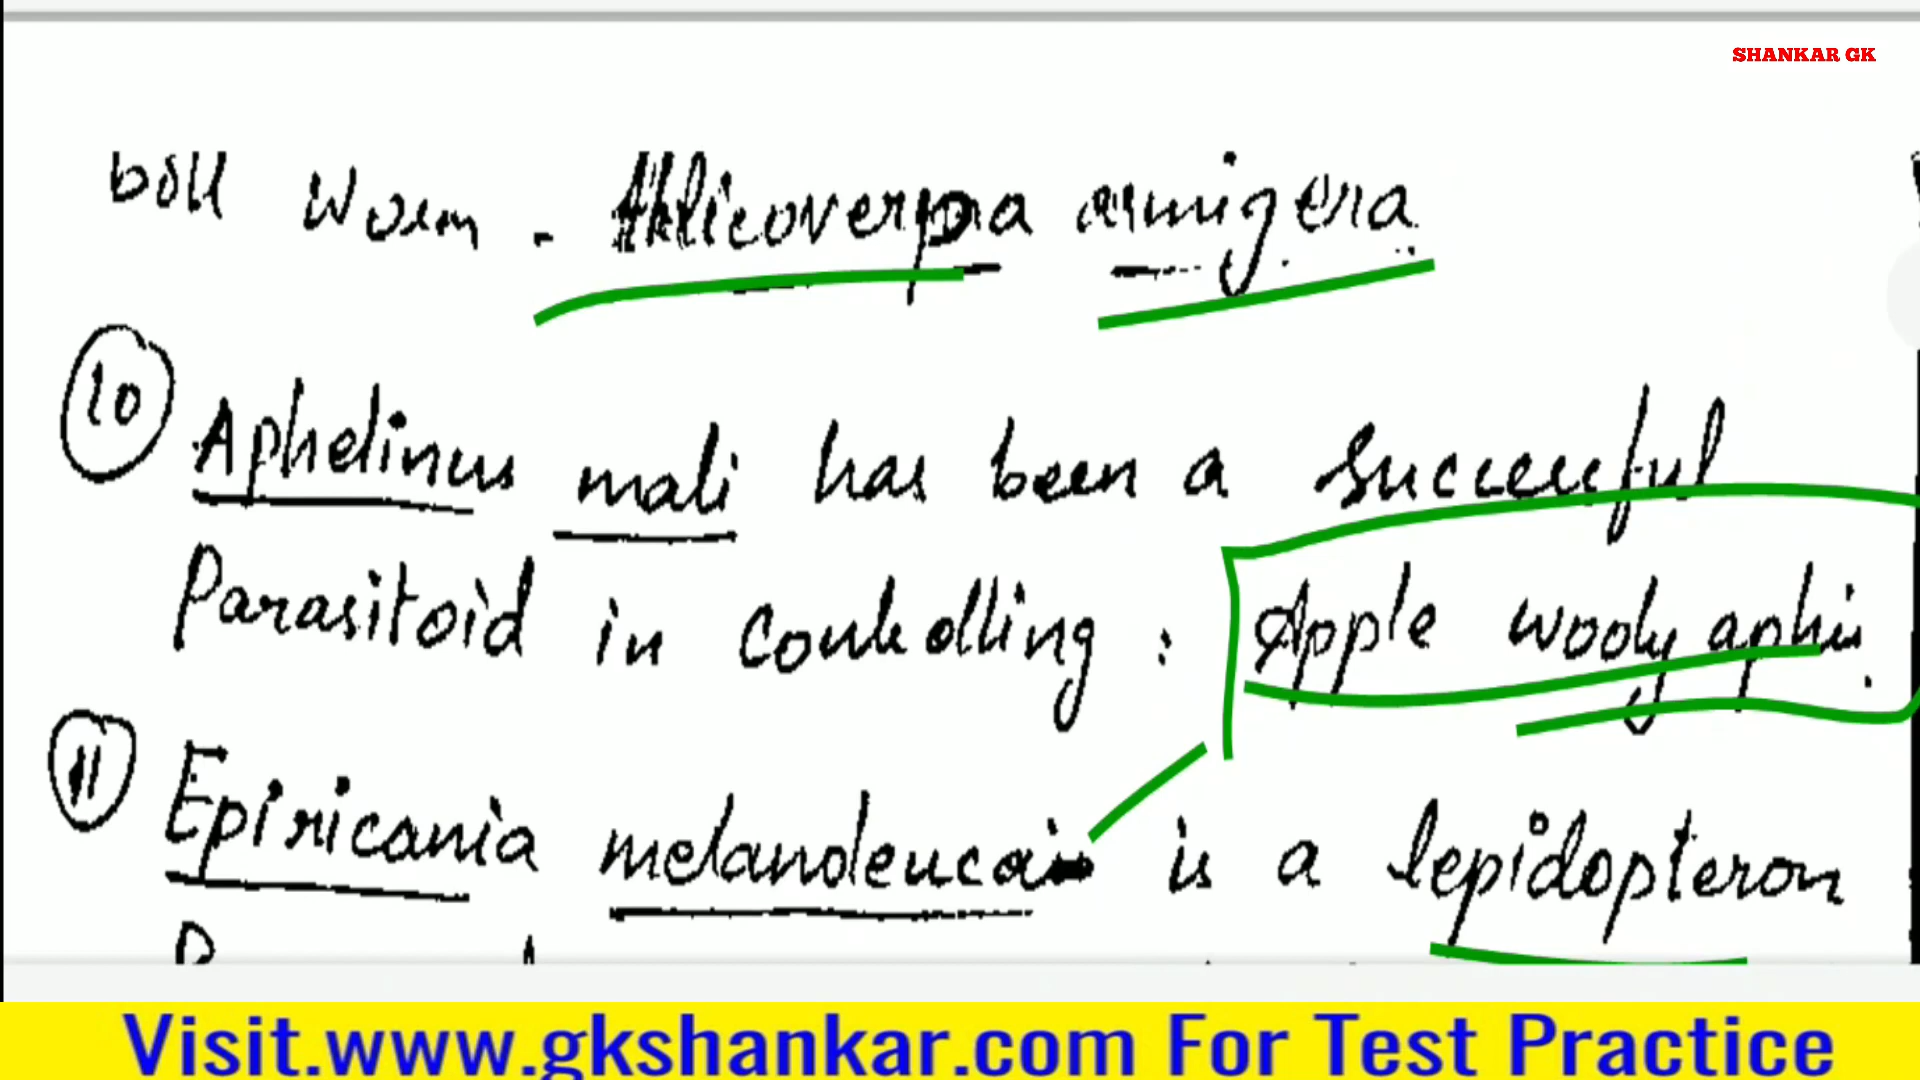 SHANKAR GK
boll worm - Helicoverpa armigera
10 Aphelinus mali has been a successful
Parasitoid in controlling : Apple wooly aphis.
11 Epiricania melanoleuca is a lepidopteron
Visit.www.gkshankar.com For Test Practice